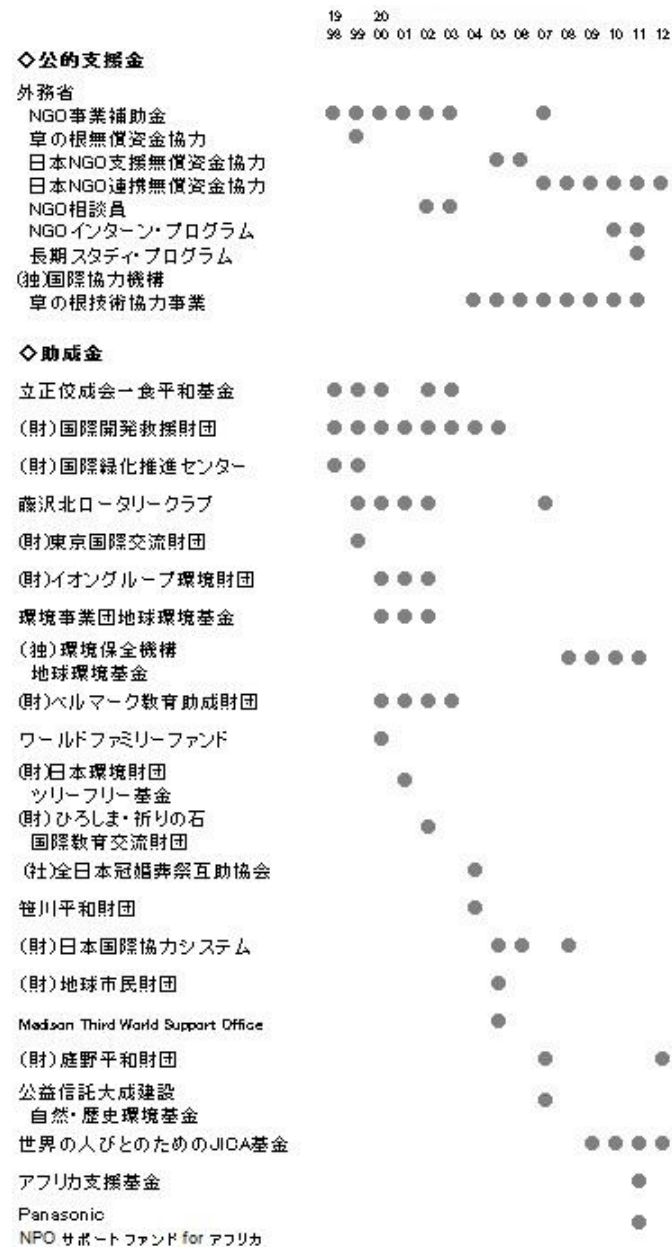 19 20
98 99 00 01 02 03 04 05 06 07 08 09 10 11 12
◇公的支援金
外務省
NGO事業補助金
草の根無償資金協力
日本NGO支援無償資金協力
日本NGO連携無償資金協力
NGO相談員
NGOインターン・プログラム
長期スタディ・プログラム
(独)国際協力機構
草の根技術協力事業
◇助成金
立正佼成会一食平和基金
(財)国際開発救援財団
(財)国際緑化推進センター
藤沢北ロータリークラブ
(財)東京国際交流財団
(財)イオングループ環境財団
環境事業団地球環境基金
(独)環境保全機構
地球環境基金
(財)ベルマーク教育助成財団
ワールドファミリーファンド
(財)日本環境財団
ツリーフリー基金
(財)ひろしま・祈りの石
国際教育交流財団
(社)全日本冠婚葬祭互助協会
笹川平和財団
(財)日本国際協力システム
(財)地球市民財団
Madison Third World Support Office
(財)庭野平和財団
公益信託大成建設
自然・歴史環境基金
世界の人びとのためのJICA基金
アフリカ支援基金
Panasonic
NPO サポートファンド for アフリカ